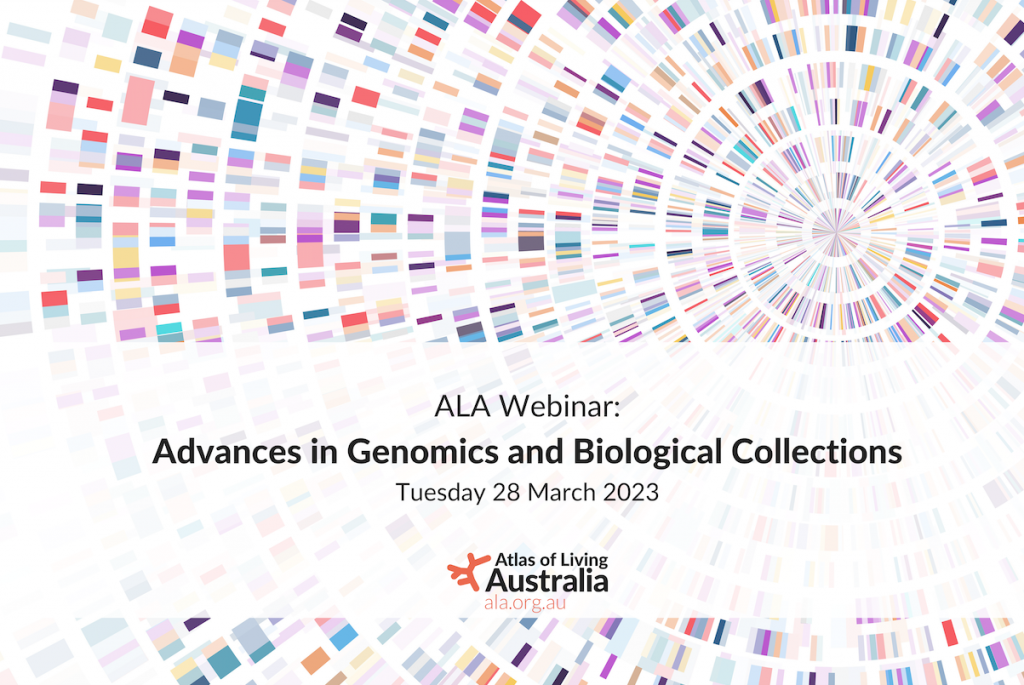 ALA Webinar:
Advances in Genomics and Biological Collections
Tuesday 28 March 2023
Atlas of Living
Australia
ala.org.au